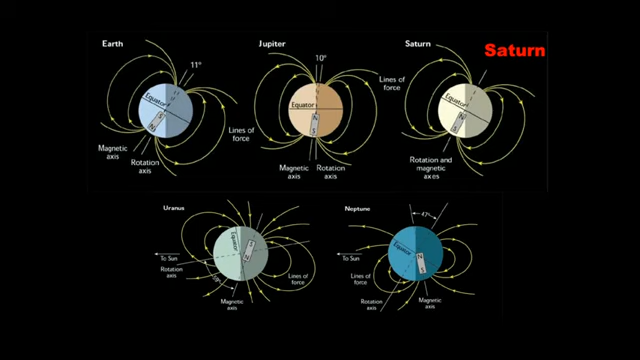 Earth
11°
Equator
S
N
Lines of
force
Magnetic
axis
Rotation
axis
Jupiter
10°
Lines of
force
Equator
N
S
Magnetic
axis
Rotation
axis
Saturn
Saturn
Equator
N
S
Rotation and
magnetic
axes
Uranus
Equator
To Sun
Rotation
axis
Lines of
force
Magnetic
axis
Neptune
47°
Equator
To Sun
N
S
Lines of
force
Rotation
axis
Magnetic
axis